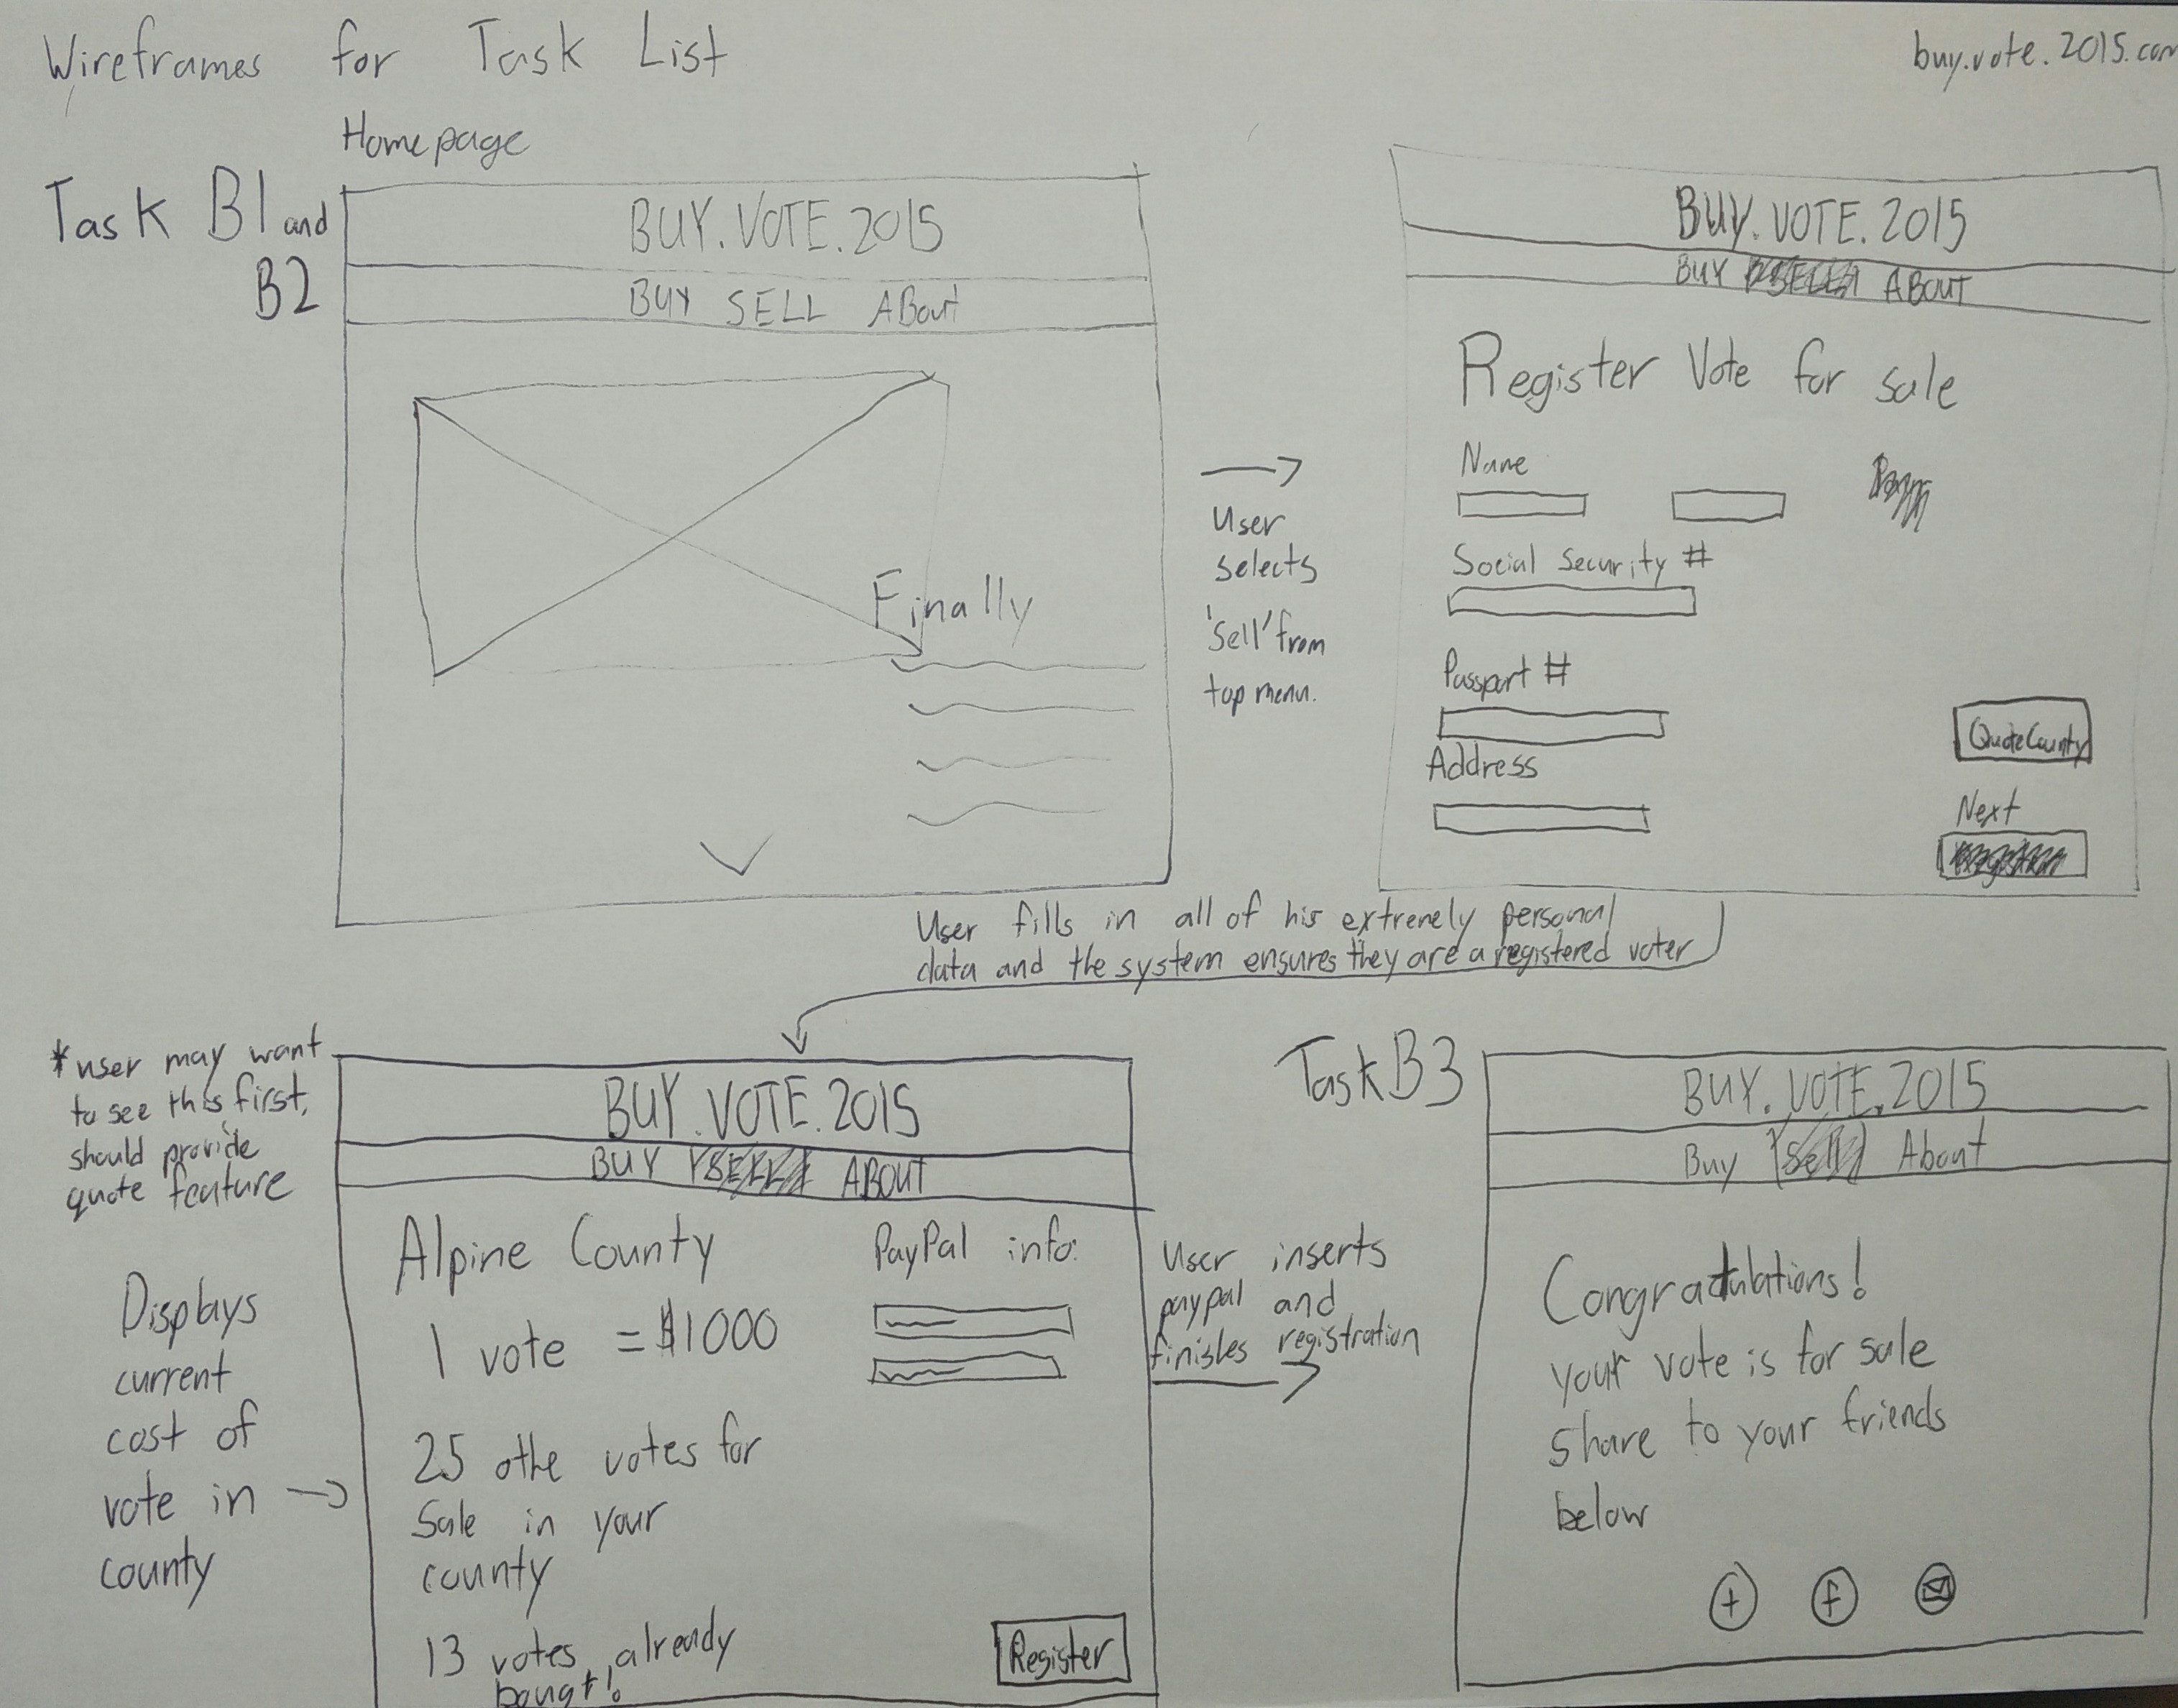 Wireframes for Task List
buy.vote.2015.com
Homepage
Task B1 and
B2
BUY.VOTE.2015
BUY SELL ABout
Finally
User
selects
'Sell' from
top menu.
BUY.VOTE.2015
BUY SELL ABOUT
Register Vote for sale
Name
Social Security #
Passport #
Address
Quote County
Next
User fills in all of his extremely personal
data and the system ensures they are a registered voter
*user may want
to see this first,
should provide
quote feature
Displays
current
cost of
vote in
county
BUY.VOTE.2015
BUY SELL ABOUT
Alpine County
1 vote = $1000
25 othe votes for
Sale in your
county
13 votes already
bought!
PayPal info:
Register
User inserts
paypal and
finishes registration
Task B3
BUY.VOTE.2015
Buy Sell About
Congratulations!
your vote is for sale
share to your friends
below
t f